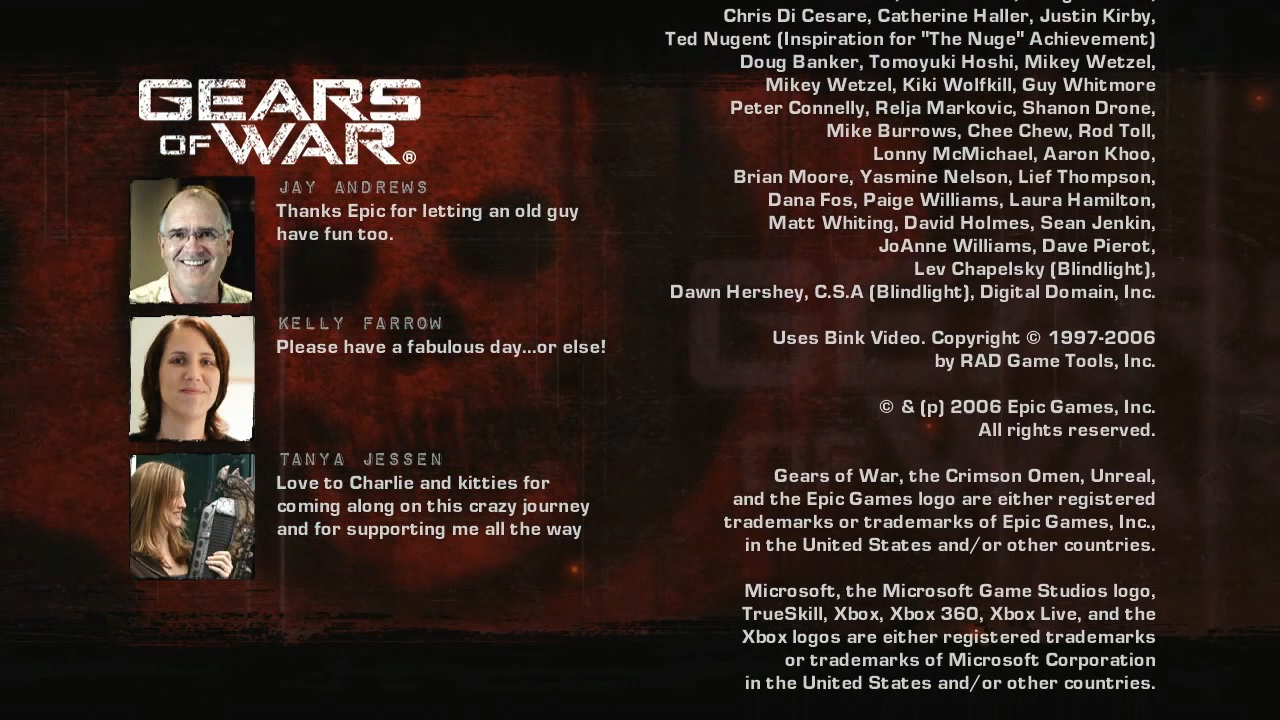 GEARS
OF WAR®
JAY ANDREWS
Thanks Epic for letting an old guy
have fun too.
KELLY FARROW
Please have a fabulous day...or else!
TANYA JESSEN
Love to Charlie and kitties for
coming along on this crazy journey
and for supporting me all the way
Chris Di Cesare, Catherine Haller, Justin Kirby,
Ted Nugent (Inspiration for "The Nuge" Achievement)
Doug Banker, Tomoyuki Hoshi, Mikey Wetzel,
Mikey Wetzel, Kiki Wolfkill, Guy Whitmore
Peter Connelly, Relja Markovic, Shanon Drone,
Mike Burrows, Chee Chew, Rod Toll,
Lonny McMichael, Aaron Khoo,
Brian Moore, Yasmine Nelson, Lief Thompson,
Dana Fos, Paige Williams, Laura Hamilton,
Matt Whiting, David Holmes, Sean Jenkin,
JoAnne Williams, Dave Pierot,
Lev Chapelsky (Blindlight),
Dawn Hershey, C.S.A (Blindlight), Digital Domain, Inc.
Uses Bink Video. Copyright © 1997-2006
by RAD Game Tools, Inc.
© & (p) 2006 Epic Games, Inc.
All rights reserved.
Gears of War, the Crimson Omen, Unreal,
and the Epic Games logo are either registered
trademarks or trademarks of Epic Games, Inc.,
in the United States and/or other countries.
Microsoft, the Microsoft Game Studios logo,
TrueSkill, Xbox, Xbox 360, Xbox Live, and the
Xbox logos are either registered trademarks
or trademarks of Microsoft Corporation
in the United States and/or other countries.